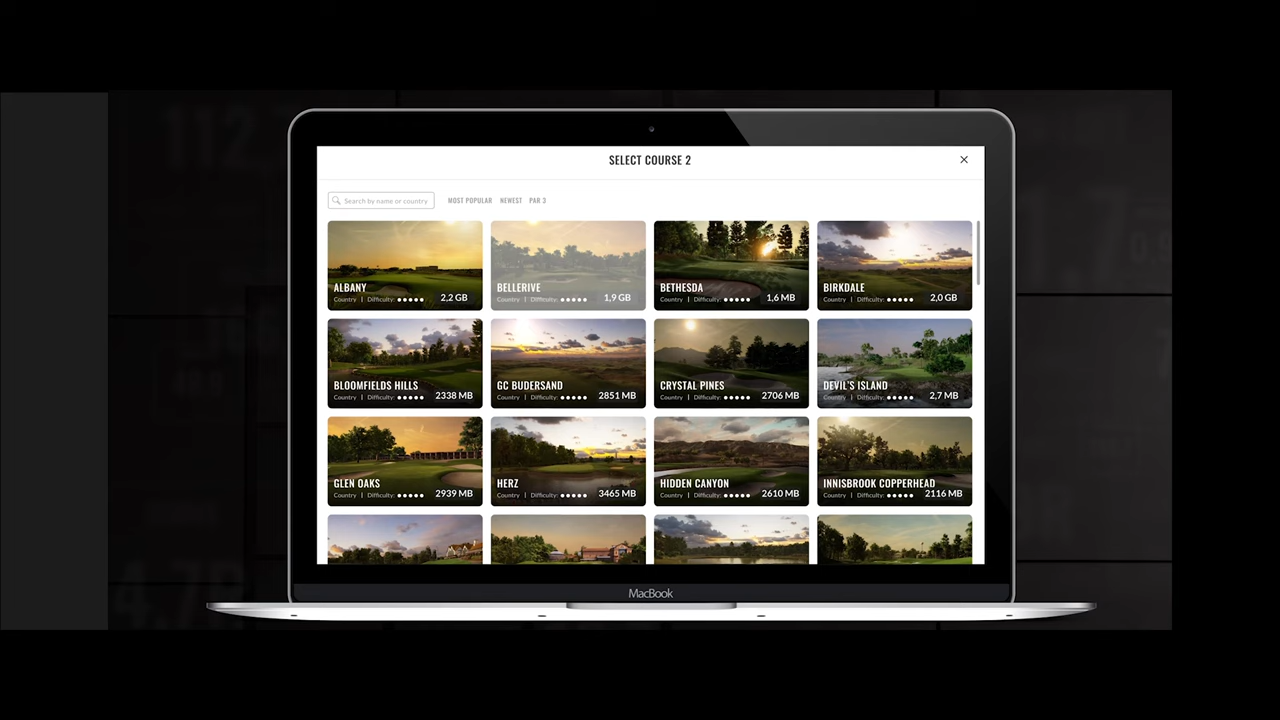 SELECT COURSE 2
Search by name or country
MOST POPULAR NEWEST PAR 3
ALBANY
Country | Difficulty: 2,2 GB
BELLERIVE
Country | Difficulty: 1,9 GB
BETHESDA
Country | Difficulty: 1,6 MB
BIRKDALE
Country | Difficulty: 2,0 GB
BLOOMFIELDS HILLS
Country | Difficulty: 2338 MB
GC BUDERSAND
Country | Difficulty: 2851 MB
CRYSTAL PINES
Country | Difficulty: 2706 MB
DEVIL'S ISLAND
Country | Difficulty: 2,7 MB
GLEN OAKS
Country | Difficulty: 2939 MB
HERZ
Country | Difficulty: 3465 MB
HIDDEN CANYON
Country | Difficulty: 2610 MB
INNISBROOK COPPERHEAD
Country | Difficulty: 2116 MB
MacBook
112